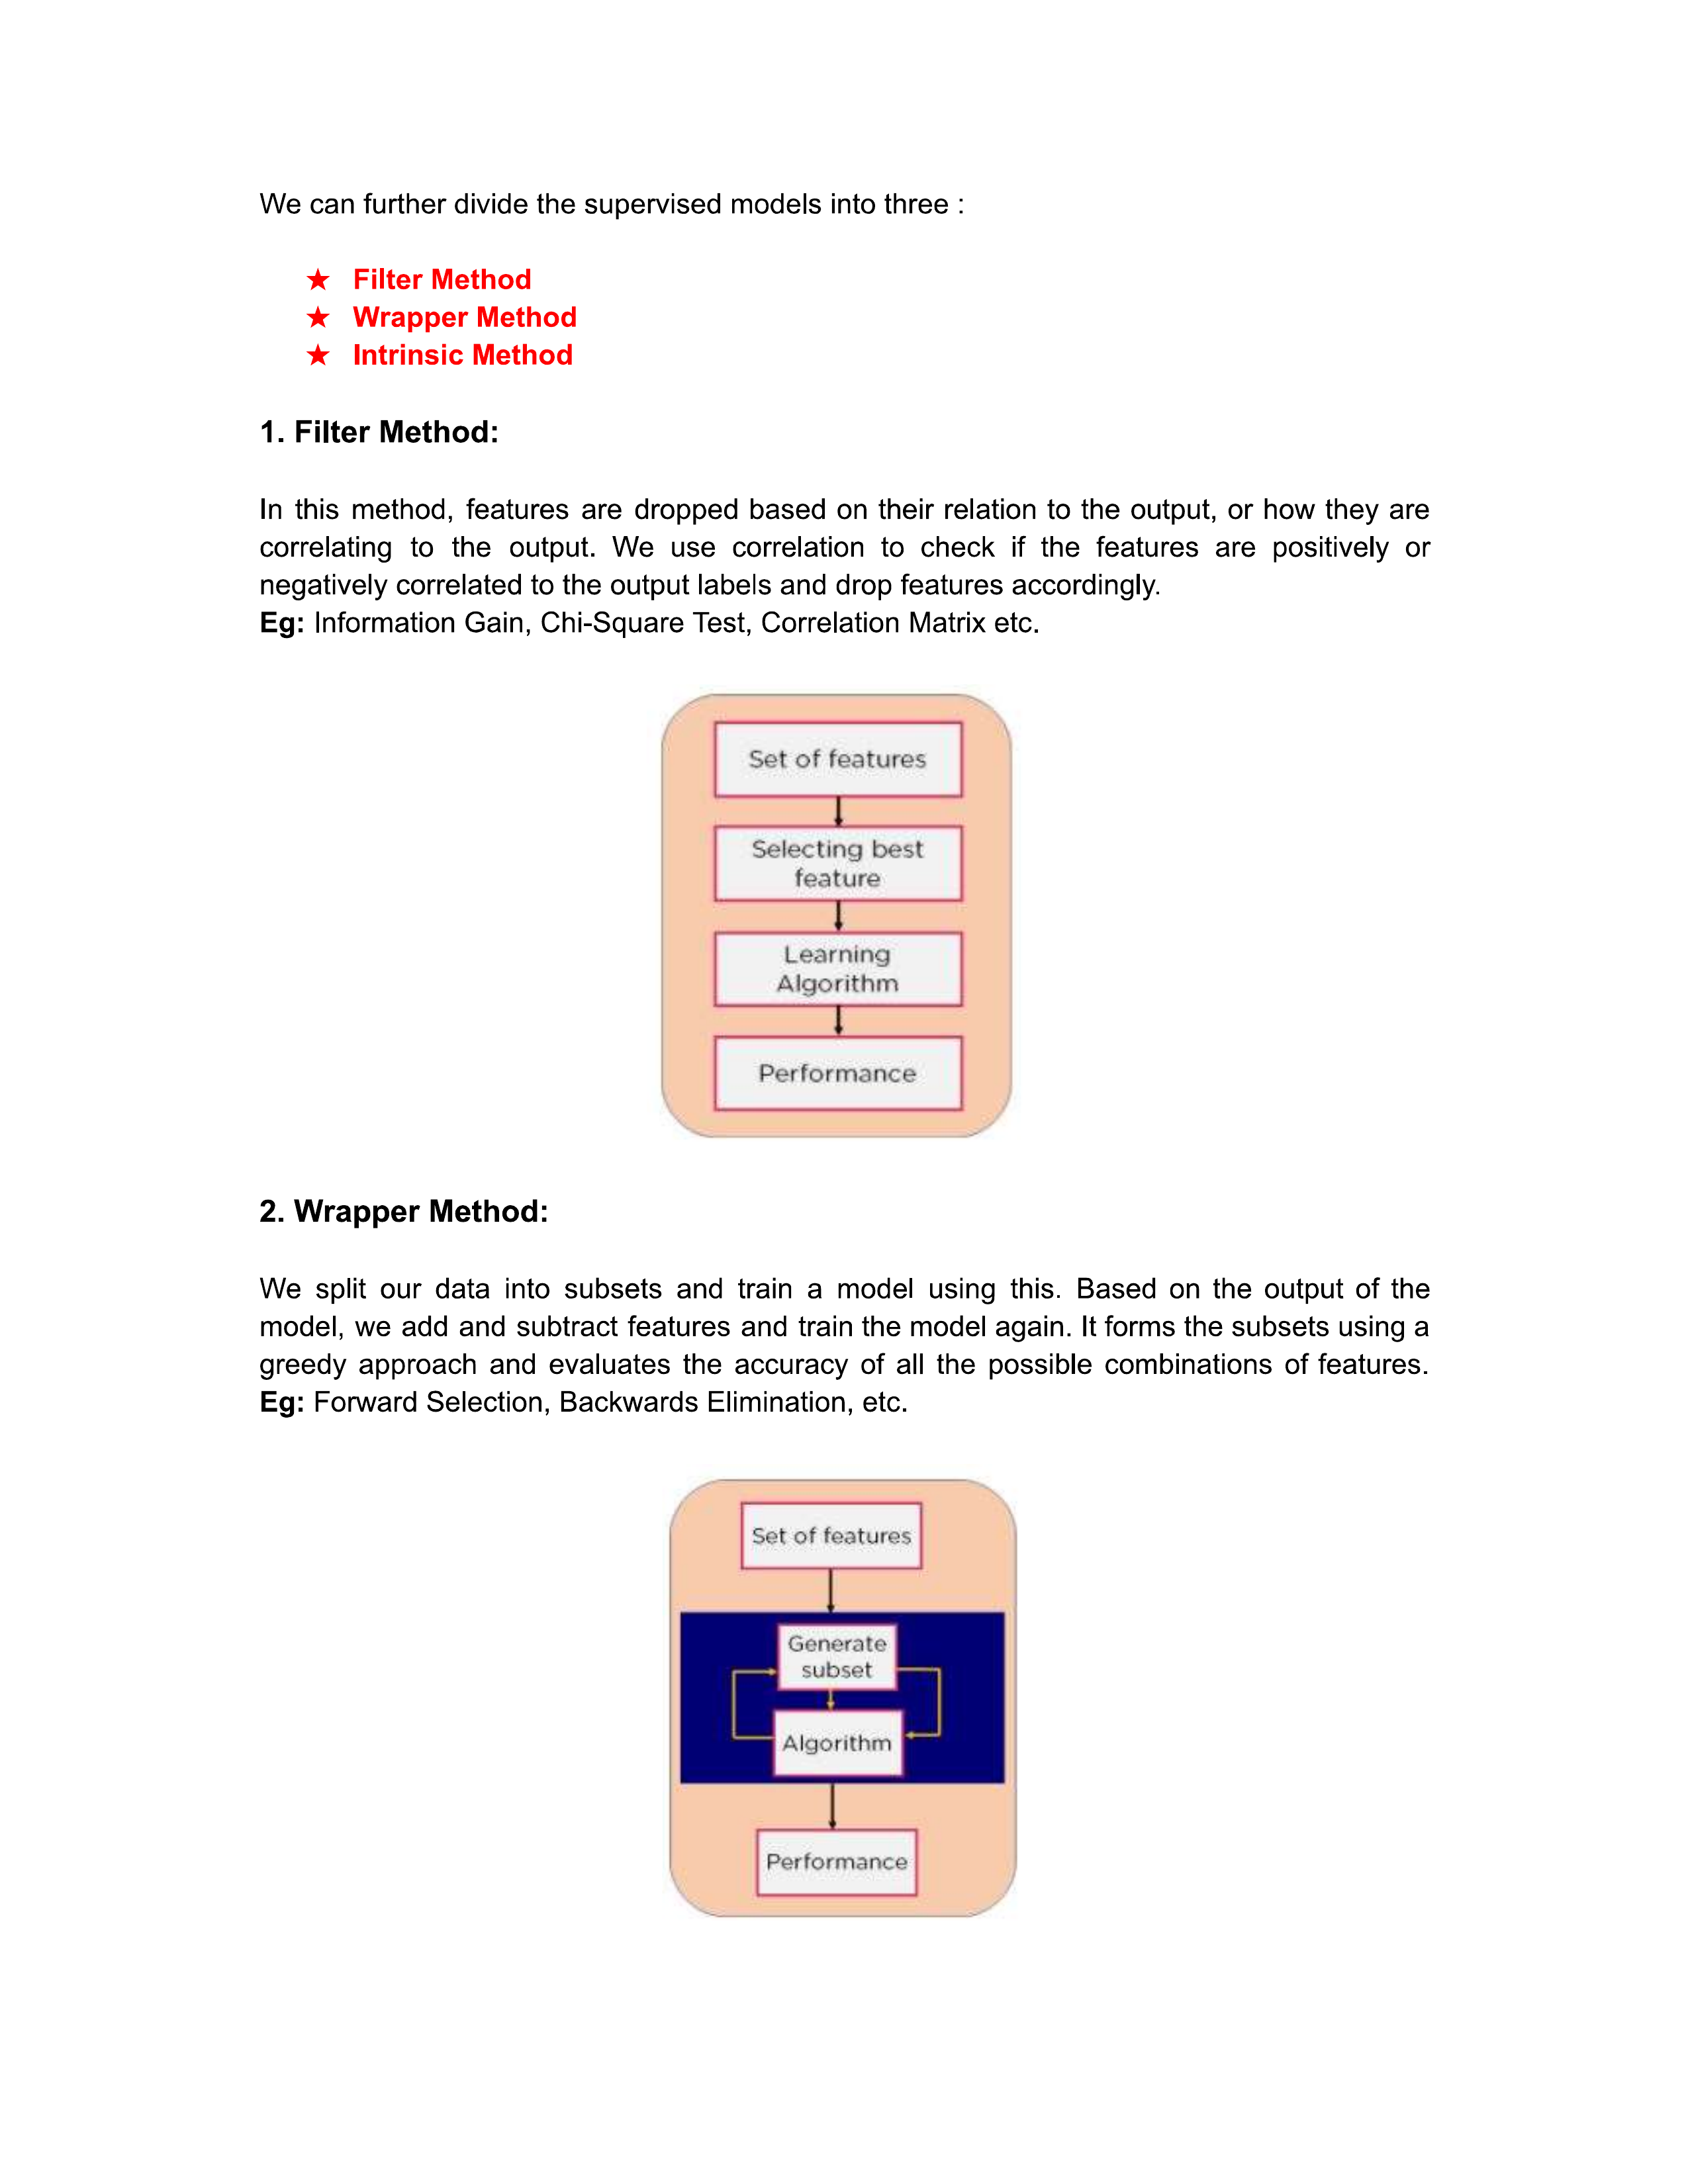 We can further divide the supervised models into three :
★ Filter Method
★ Wrapper Method
★ Intrinsic Method
1. Filter Method:
In this method, features are dropped based on their relation to the output, or how they are
correlating to the output. We use correlation to check if the features are positively or
negatively correlated to the output labels and drop features accordingly.
Eg: Information Gain, Chi-Square Test, Correlation Matrix etc.
Set of features
Selecting best
feature
Learning
Algorithm
Performance
2. Wrapper Method:
We split our data into subsets and train a model using this. Based on the output of the
model, we add and subtract features and train the model again. It forms the subsets using a
greedy approach and evaluates the accuracy of all the possible combinations of features.
Eg: Forward Selection, Backwards Elimination, etc.
Set of features
Generate
subset
Algorithm
Performance